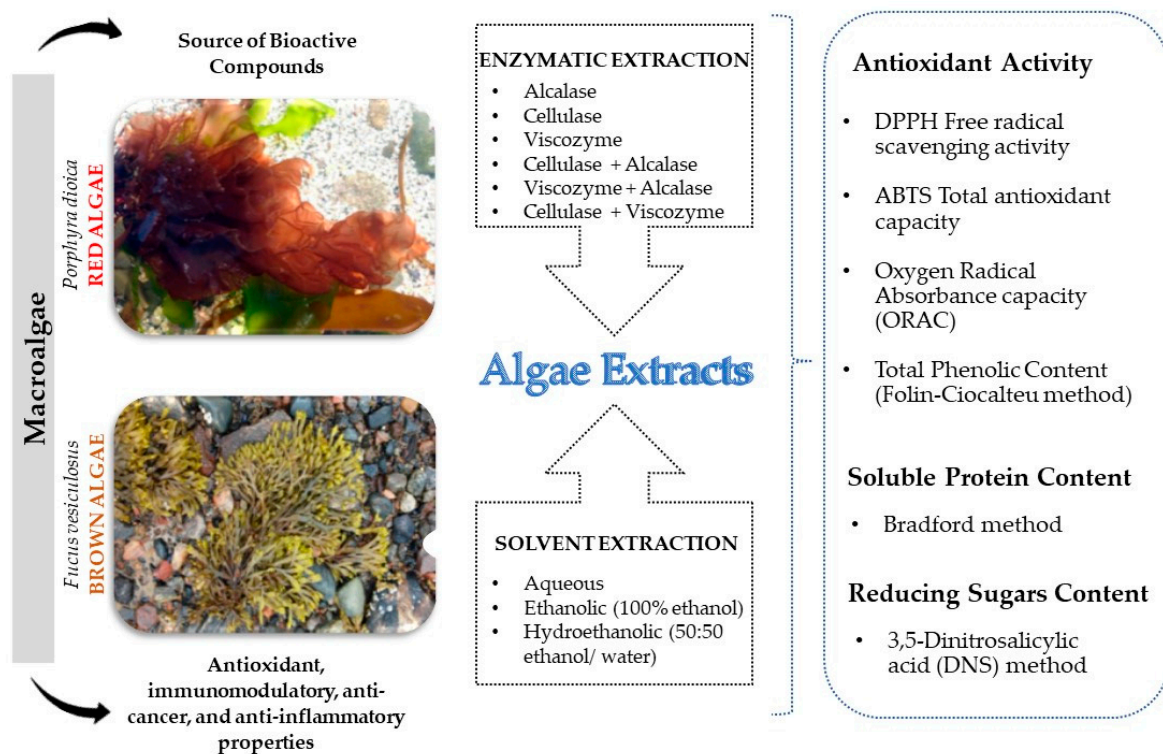 Macroalgae
Source of Bioactive
Compounds
Porphyra dioica
RED ALGAE
Fucus vesiculosus
BROWN ALGAE
Antioxidant,
immunomodulatory, anti-
cancer, and anti-inflammatory
properties
ENZYMATIC EXTRACTION
• Alcalase
• Cellulase
• Viscozyme
• Cellulase + Alcalase
• Viscozyme + Alcalase
• Cellulase + Viscozyme
Algae Extracts
SOLVENT EXTRACTION
• Aqueous
• Ethanolic (100% ethanol)
• Hydroethanolic (50:50
ethanol/ water)
Antioxidant Activity
• DPPH Free radical
scavenging activity
• ABTS Total antioxidant
capacity
• Oxygen Radical
Absorbance capacity
(ORAC)
• Total Phenolic Content
(Folin-Ciocalteu method)
Soluble Protein Content
• Bradford method
Reducing Sugars Content
• 3,5-Dinitrosalicylic
acid (DNS) method